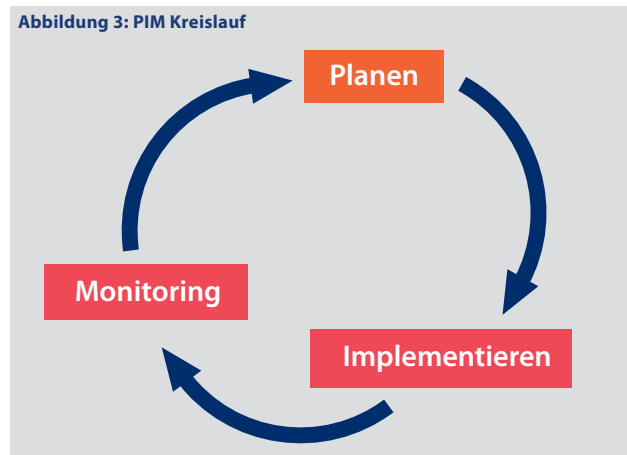 Abbildung 3: PIM Kreislauf
Planen
Monitoring
Implementieren